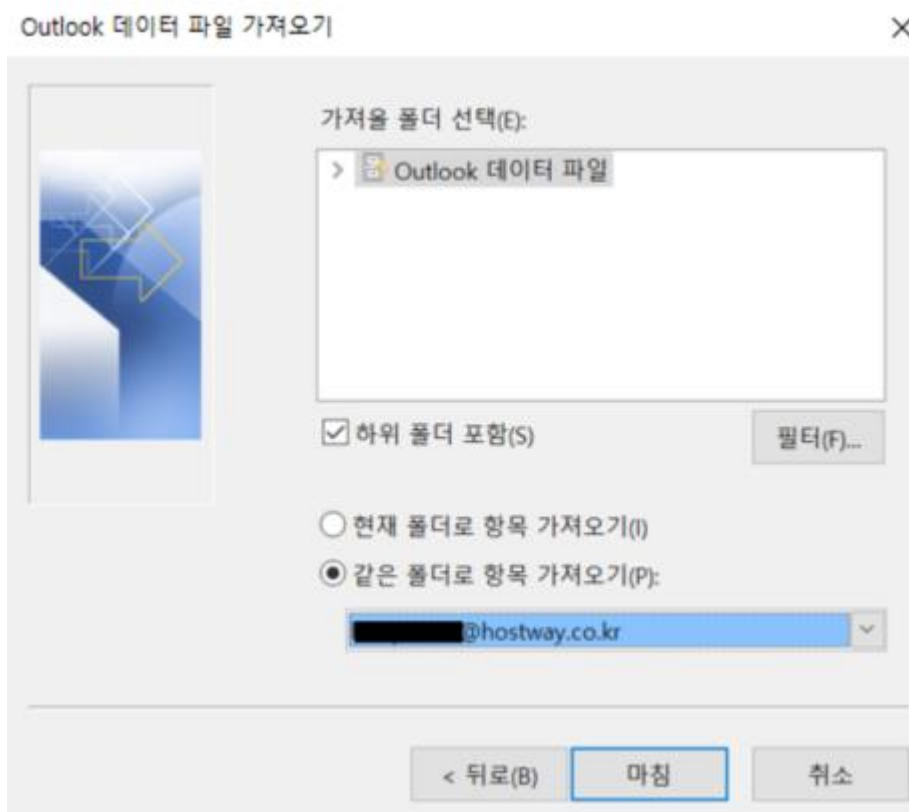 Outlook 데이터 파일 가져오기
가져올 폴더 선택(E):
Outlook 데이터 파일
하위 폴더 포함(S)
필터(F)...
현재 폴더로 항목 가져오기(I)
같은 폴더로 항목 가져오기(P):
@hostway.co.kr
< 뒤로(B)
마침
취소